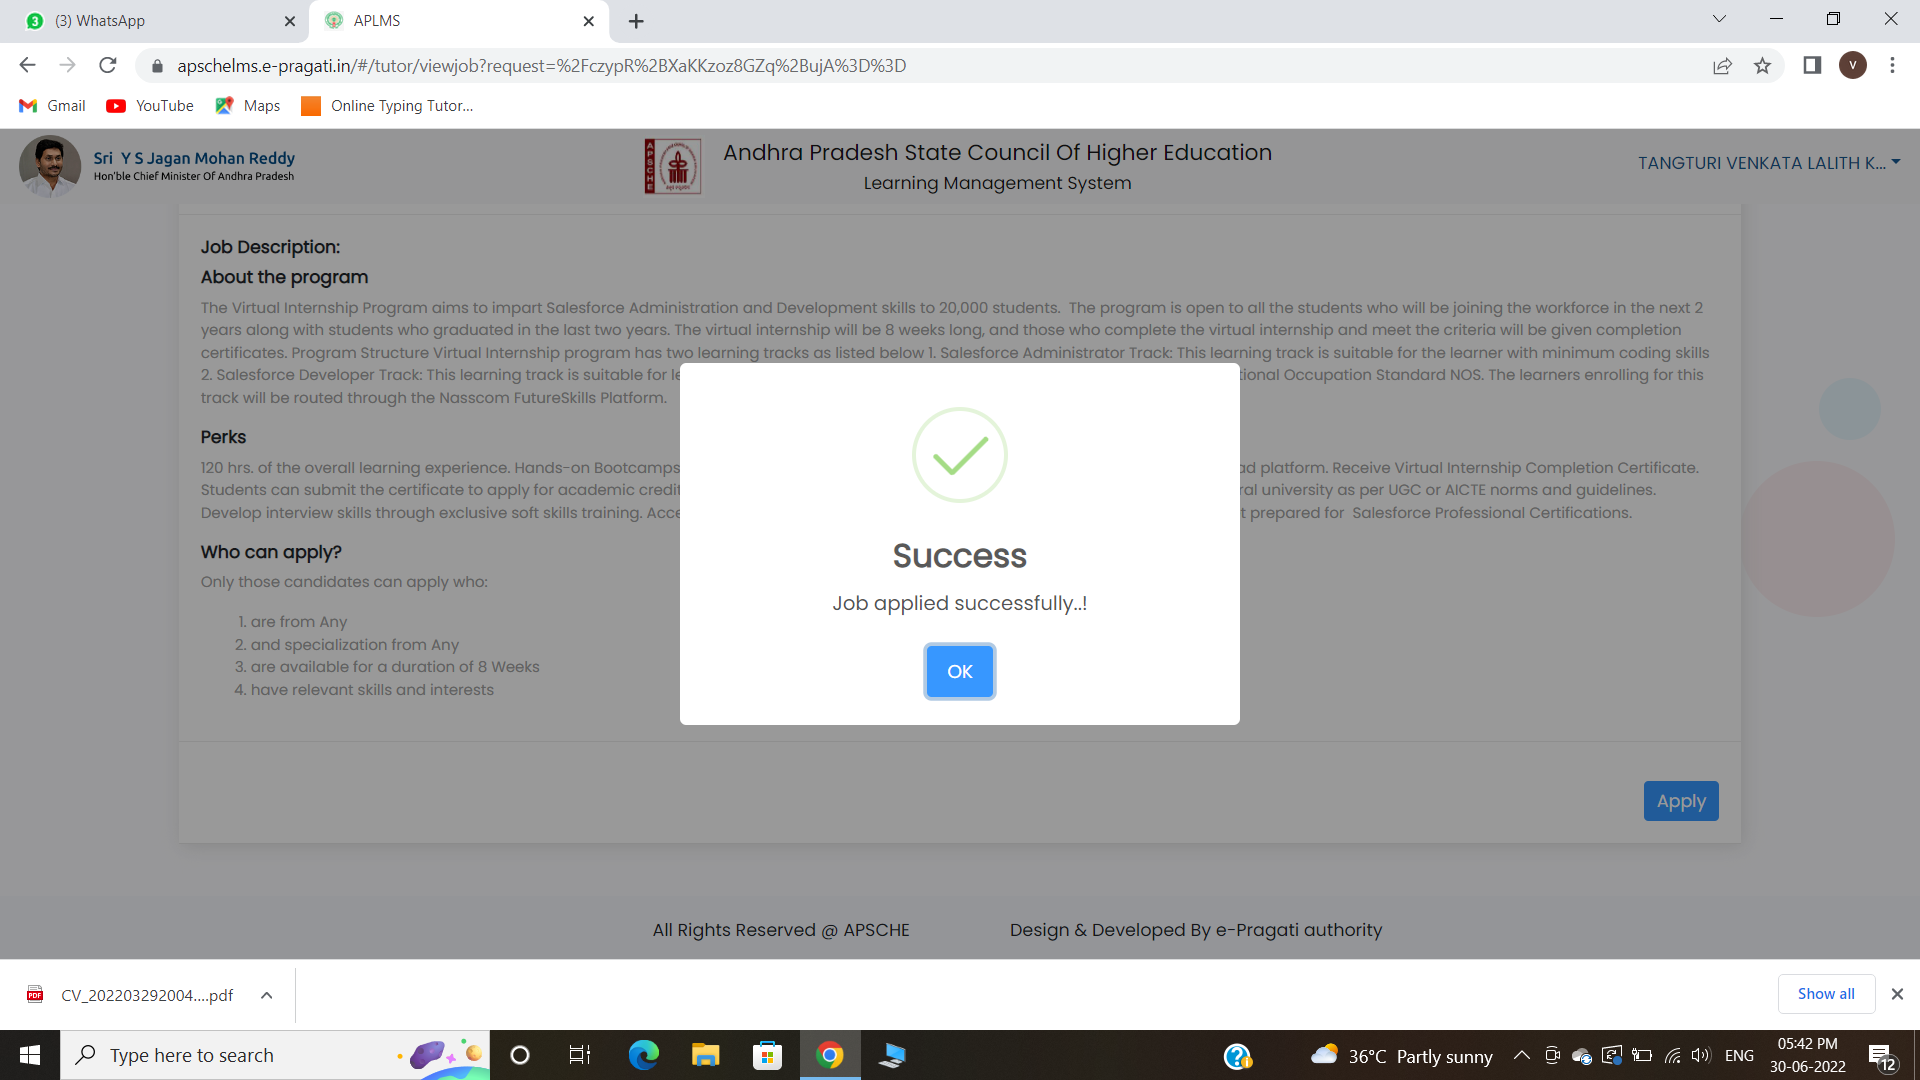 (3) WhatsApp
APLMS
apschelms.e-pragati.in/#/tutor/viewjob?request=%2FczypR%2BXaKKzoz8GZq%2BujA%3D%3D
V
Gmail
YouTube
Maps
Online Typing Tutor...
Sri Y S Jagan Mohan Reddy
Hon'ble Chief Minister Of Andhra Pradesh
APSCHE
Andhra Pradesh State Council Of Higher Education
Learning Management System
TANGTURI VENKATA LALITH K...
Job Description:
About the program
The Virtual Internship Program aims to impart Salesforce Administration and Development skills to 20,000 students. The program is open to all the students who will be joining the workforce in the next 2
years along with students who graduated in the last two years. The virtual internship will be 8 weeks long, and those who complete the virtual internship and meet the criteria will be given completion
certificates. Program Structure Virtual Internship program has two learning tracks as listed below 1. Salesforce Administrator Track: This learning track is suitable for the learner with minimum coding skills
2. Salesforce Developer Track: This learning track is suitable for le
tional Occupation Standard NOS. The learners enrolling for this
track will be routed through the Nasscom FutureSkills Platform.
Perks
120 hrs. of the overall learning experience. Hands-on Bootcamps
ad platform. Receive Virtual Internship Completion Certificate.
Students can submit the certificate to apply for academic credit
ral university as per UGC or AICTE norms and guidelines.
Develop interview skills through exclusive soft skills training. Acce
t prepared for Salesforce Professional Certifications.
Who can apply?
Only those candidates can apply who:
1. are from Any
2. and specialization from Any
3. are available for a duration of 8 Weeks
4. have relevant skills and interests
Success
Job applied successfully..!
OK
Apply
All Rights Reserved @ APSCHE
Design & Developed By e-Pragati authority
CV_202203292004....pdf
Show all
Type here to search
36°C Partly sunny
ENG
05:42 PM
30-06-2022
12